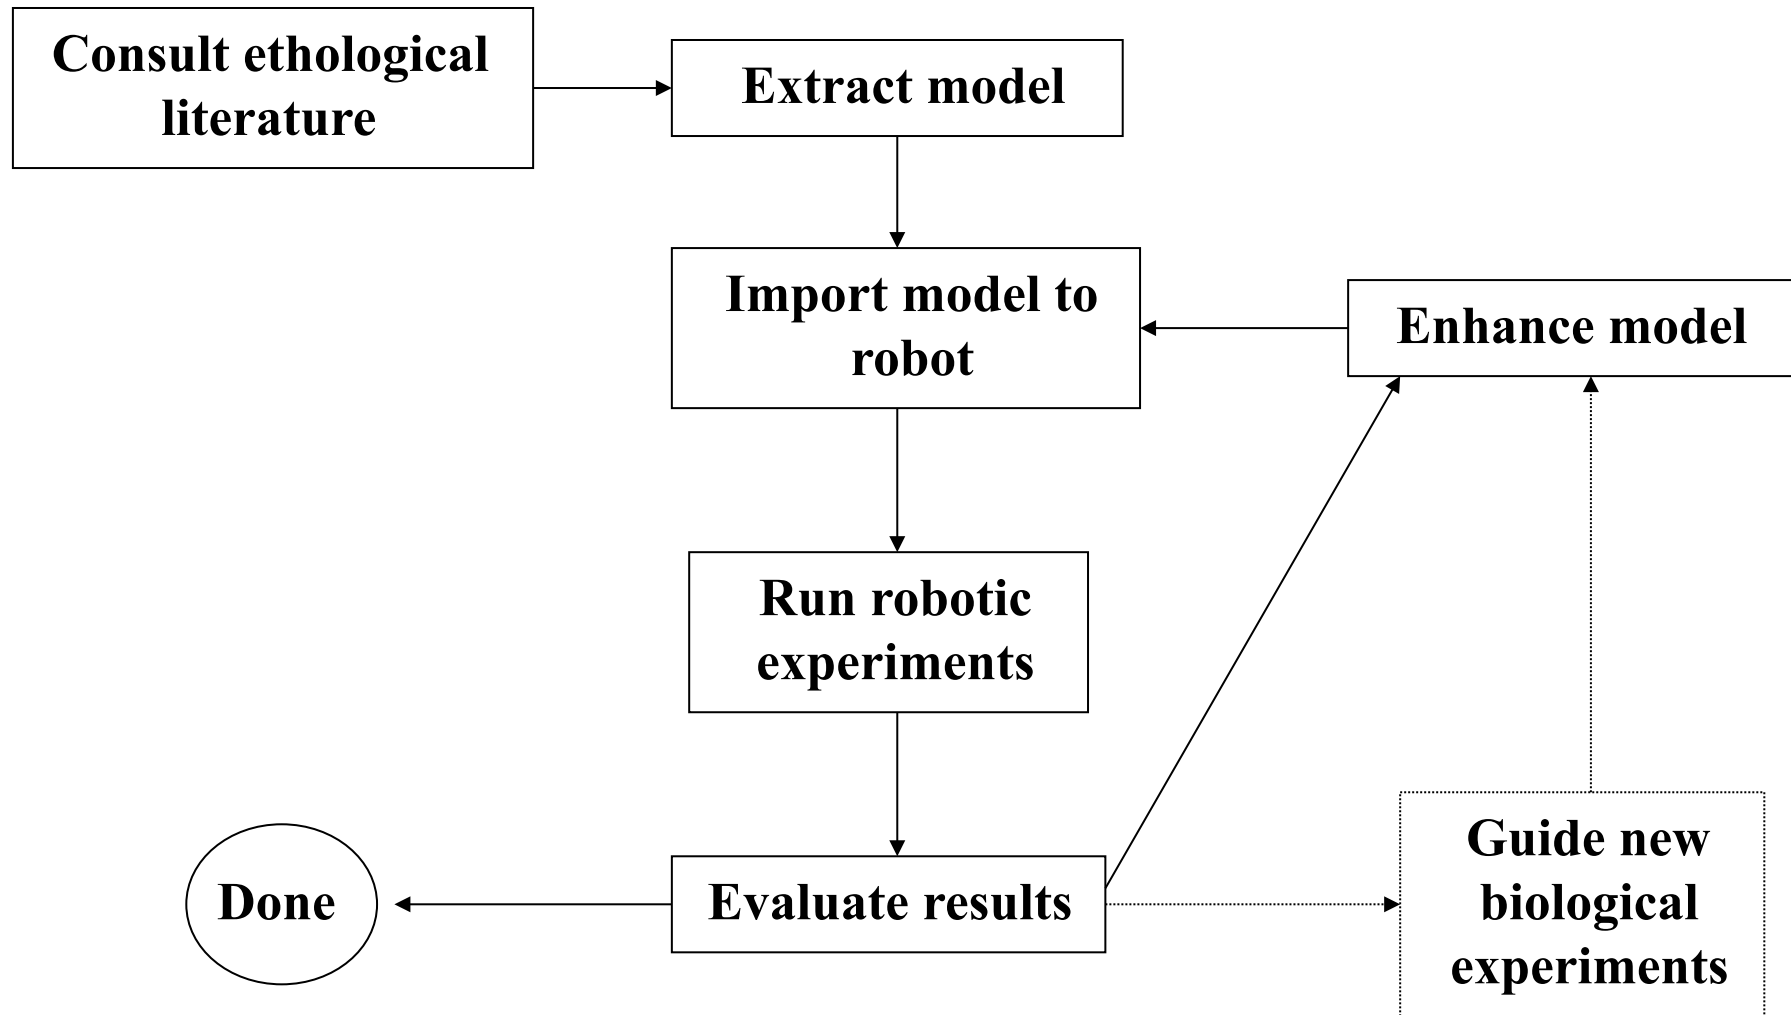 Consult ethological
literature
Extract model
Import model to
robot
Enhance model
Run robotic
experiments
Done
Evaluate results
Guide new
biological
experiments